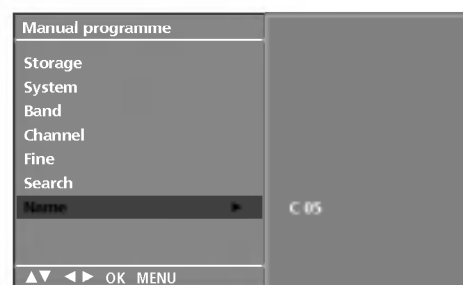 Manual programme
Storage
System
Band
Channel
Fine
Search
Name ► C 05
▲▼ ◄► OK MENU